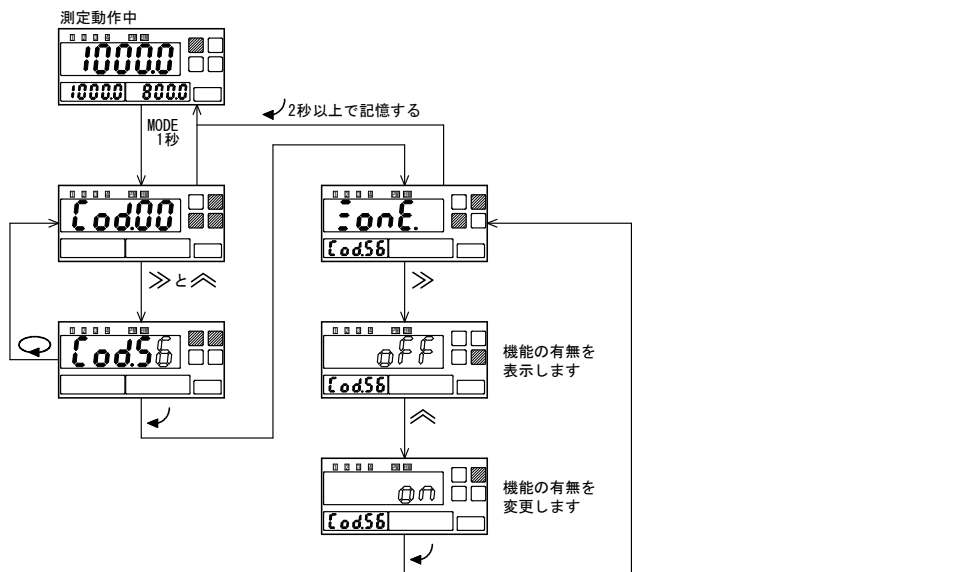 測定動作中
1000.0
1000.0 800.0
MODE
1秒
2秒以上で記憶する
Cod.00
ConE.
Cod.56
≫と︽
≫
Cod.56
oFF
Cod.56
機能の有無を
表示します
︽
on
Cod.56
機能の有無を
変更します